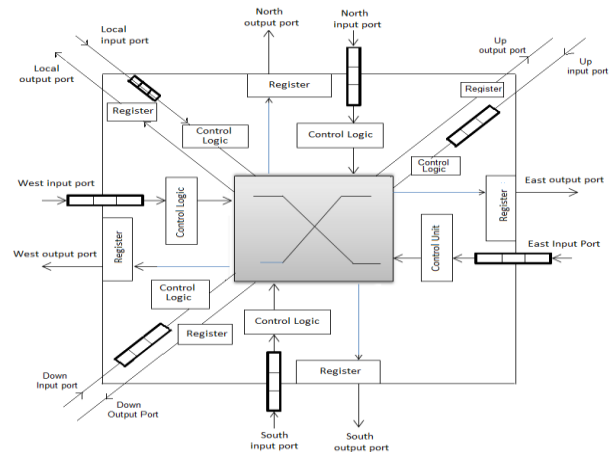 North
output port
North
input port
Local
input port
Up
output port
Up
input port
Local
output port
Register
Register
Register
Control
Logic
Control Logic
Control
Logic
West input port
Control Logic
East output port
Register
West output port
Register
Control Unit
East Input Port
Control
Logic
Register
Control Logic
Register
Down
Input port
Down
Output Port
South
input port
South
output port